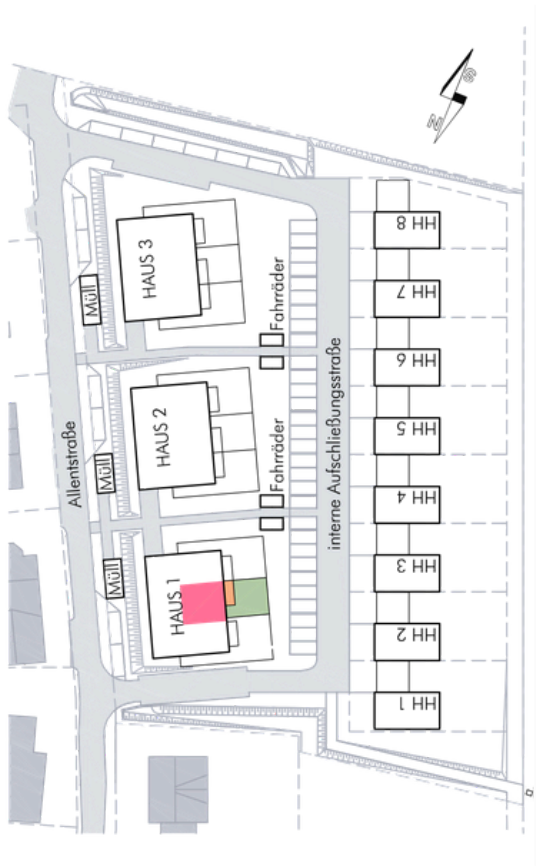 S
N
HH 8
HAUS 3
Müll
Fahrräder
HH 7
HH 6
interne Aufschließungsstraße
Allentstraße
HAUS 2
Müll
Fahrräder
HH 5
HH 4
HAUS 1
Müll
HH 3
HH 2
HH 1